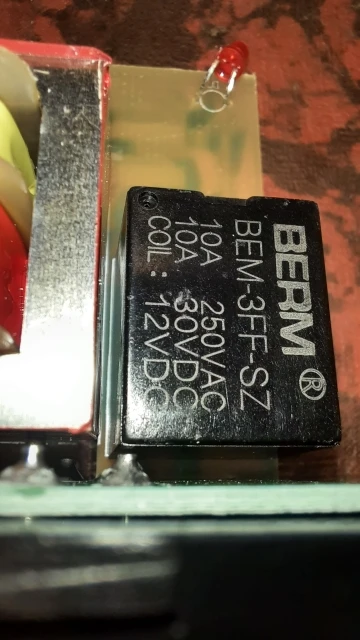 BERM ®
BEM-3FF-SZ
10A 250VAC
10A 30VDC
COIL: 12VDC